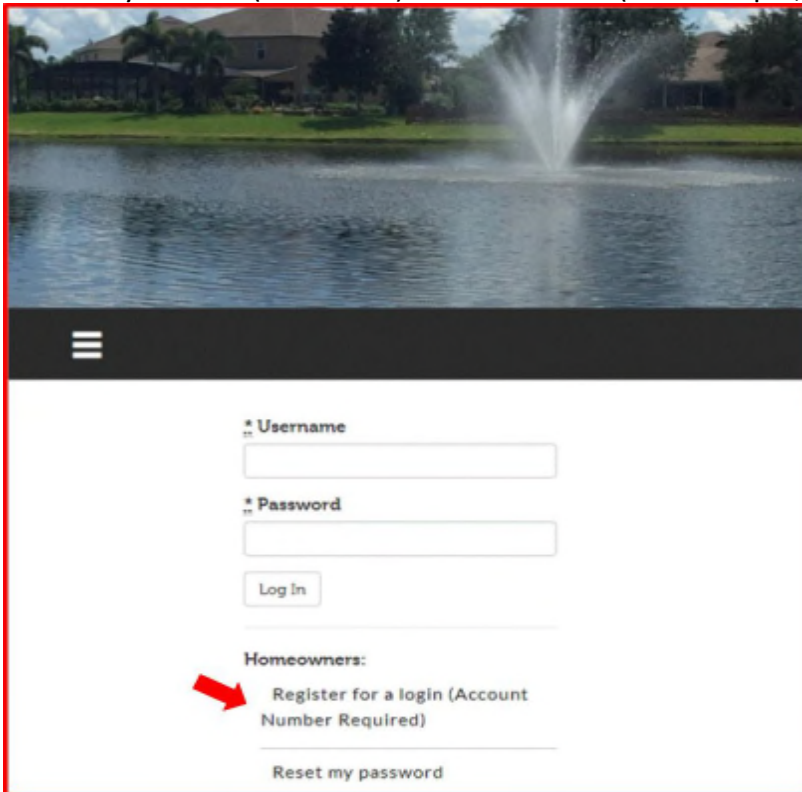 * Username
* Password
Log In
Homeowners:
Register for a login (Account
Number Required)
Reset my password